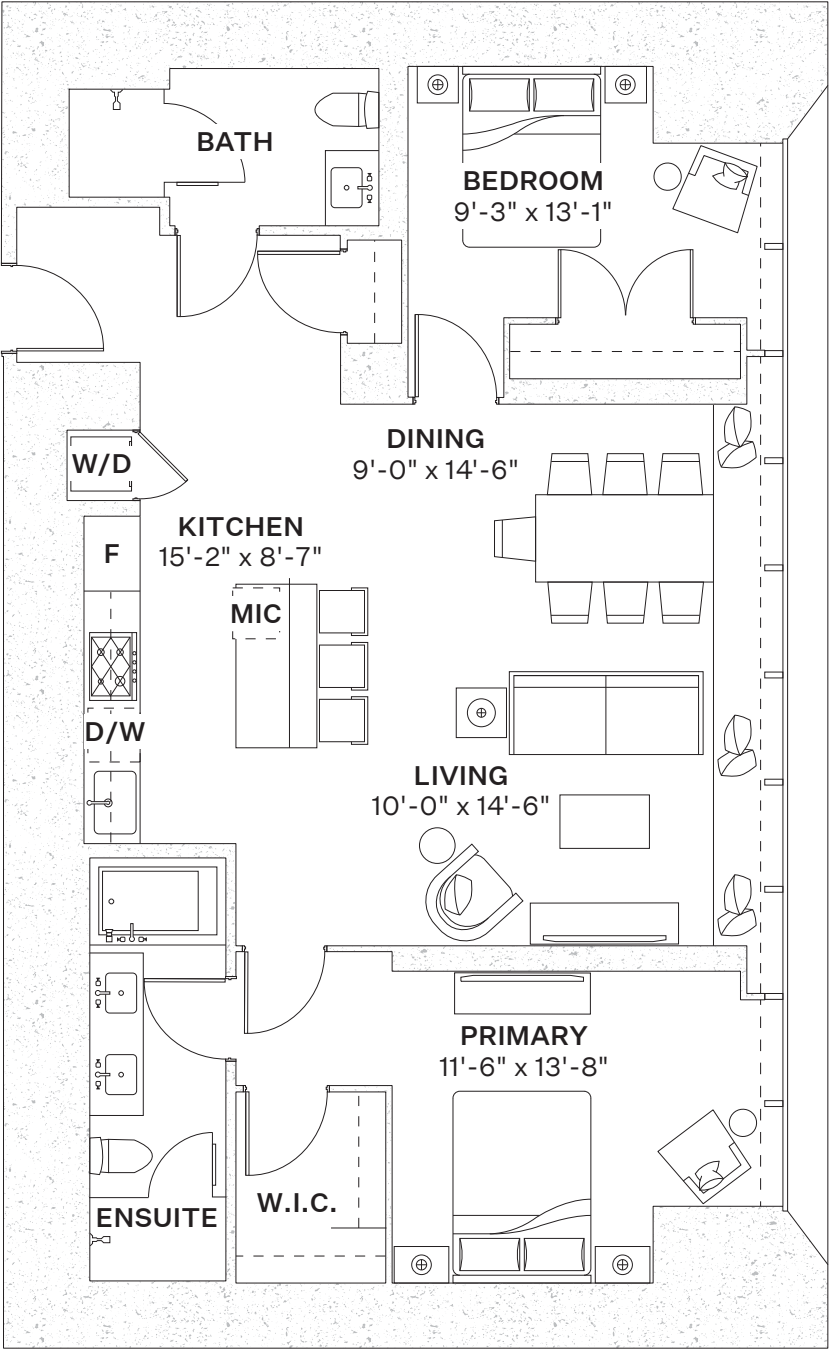 BATH
BEDROOM
9'-3" x 13'-1"
DINING
9'-0" x 14'-6"
W/D
KITCHEN
15'-2" x 8'-7"
F
MIC
D/W
LIVING
10'-0" x 14'-6"
PRIMARY
11'-6" x 13'-8"
W.I.C.
ENSUITE